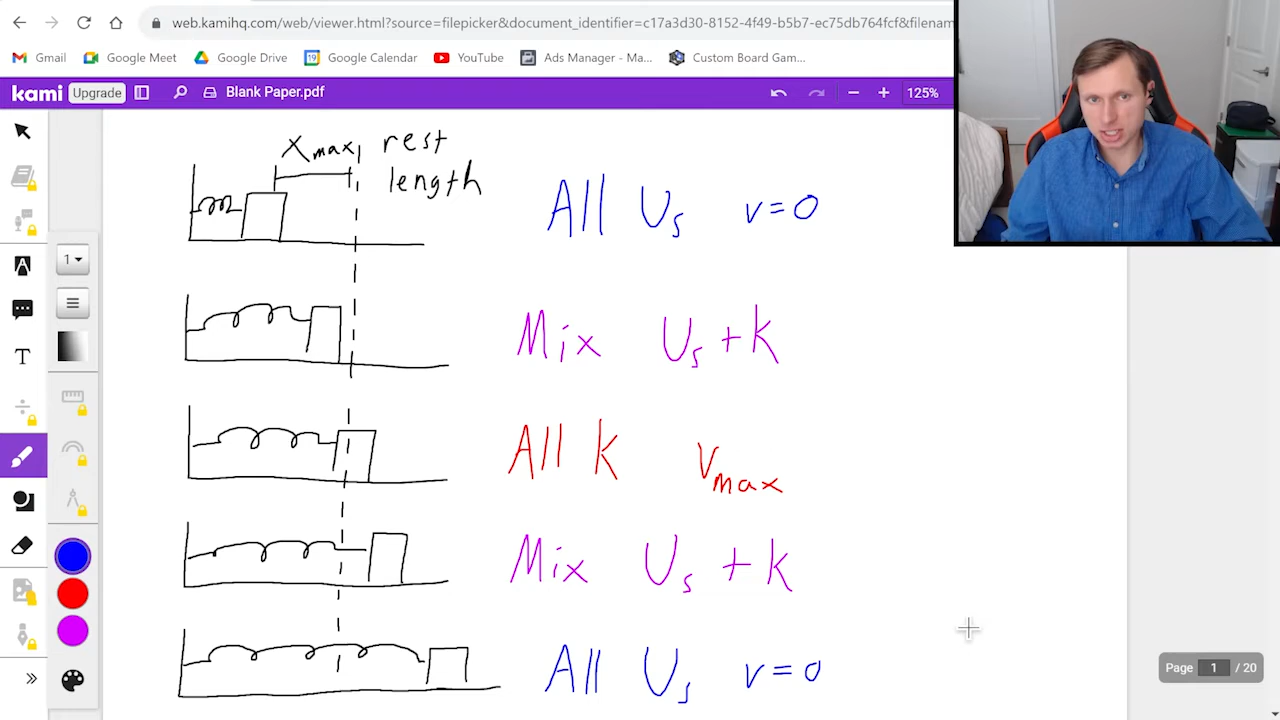 web.kamihq.com/web/viewer.html?source=filepicker&document_identifier=c17a3d30-8152-4f49-b5b7-ec75db764fcf&filenam
Gmail Google Meet Google Drive 19 Google Calendar YouTube Ads Manager - Ma... Custom Board Gam...
kami Upgrade Blank Paper.pdf 125%
xmax rest
length
All Us v=0
1
Mix Us + K
T
All K vmax
Mix Us + K
All Us v=0
Page 1 / 20